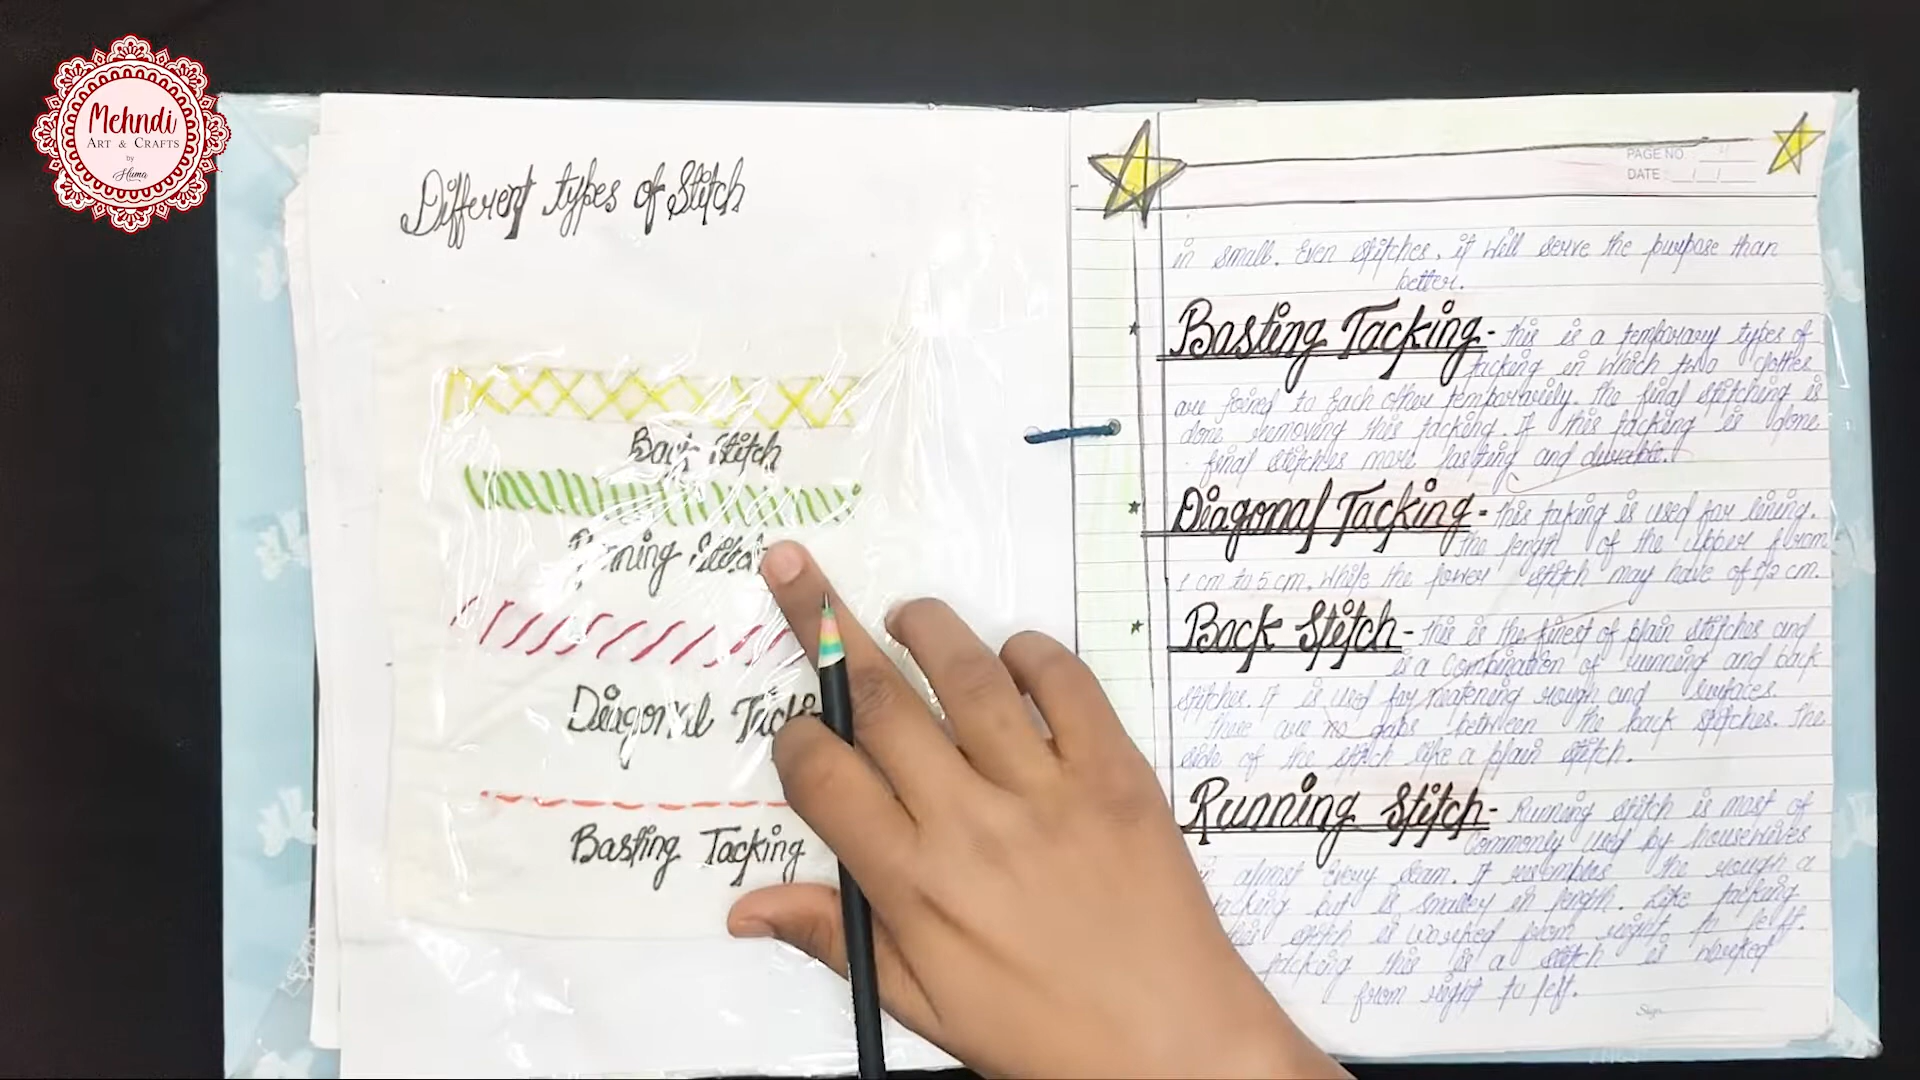 Mehndi
ART & CRAFTS
by
Huma
Different types of Stitch
Back Stitch
Running Stitch
Diagonal Tacki
Basting Tacking
PAGE NO
DATE
in small. Even stitches. it will serve the purpose than
better.
Basting Tacking- this is a temporary types of
tacking in which two clothes
are joined to Each other temporarily. the final stitching is
done removing this tacking. If this tacking is done
final stitches more lasting and durable.
Diagonal Tacking- this taking is used for lining.
the length of the upper from
1 cm to 5 cm. While the lower stitch may have of 1/2 cm.
Back Stitch- this is the finest of plain stitches and
is a combination of running and back
stitches. it is used for rough and surfaces.
there are no gaps between the back stitches. the
side of the stitch like a plain stitch.
Running Stitch- Running stitch is most of
Commonly used by housewives
in almost Every seam. it resembles the rough a
tacking but is smaller in length. Like tacking
this stitch is worked from right to left.
tacking this is a stitch is worked
from right to left.
Sign